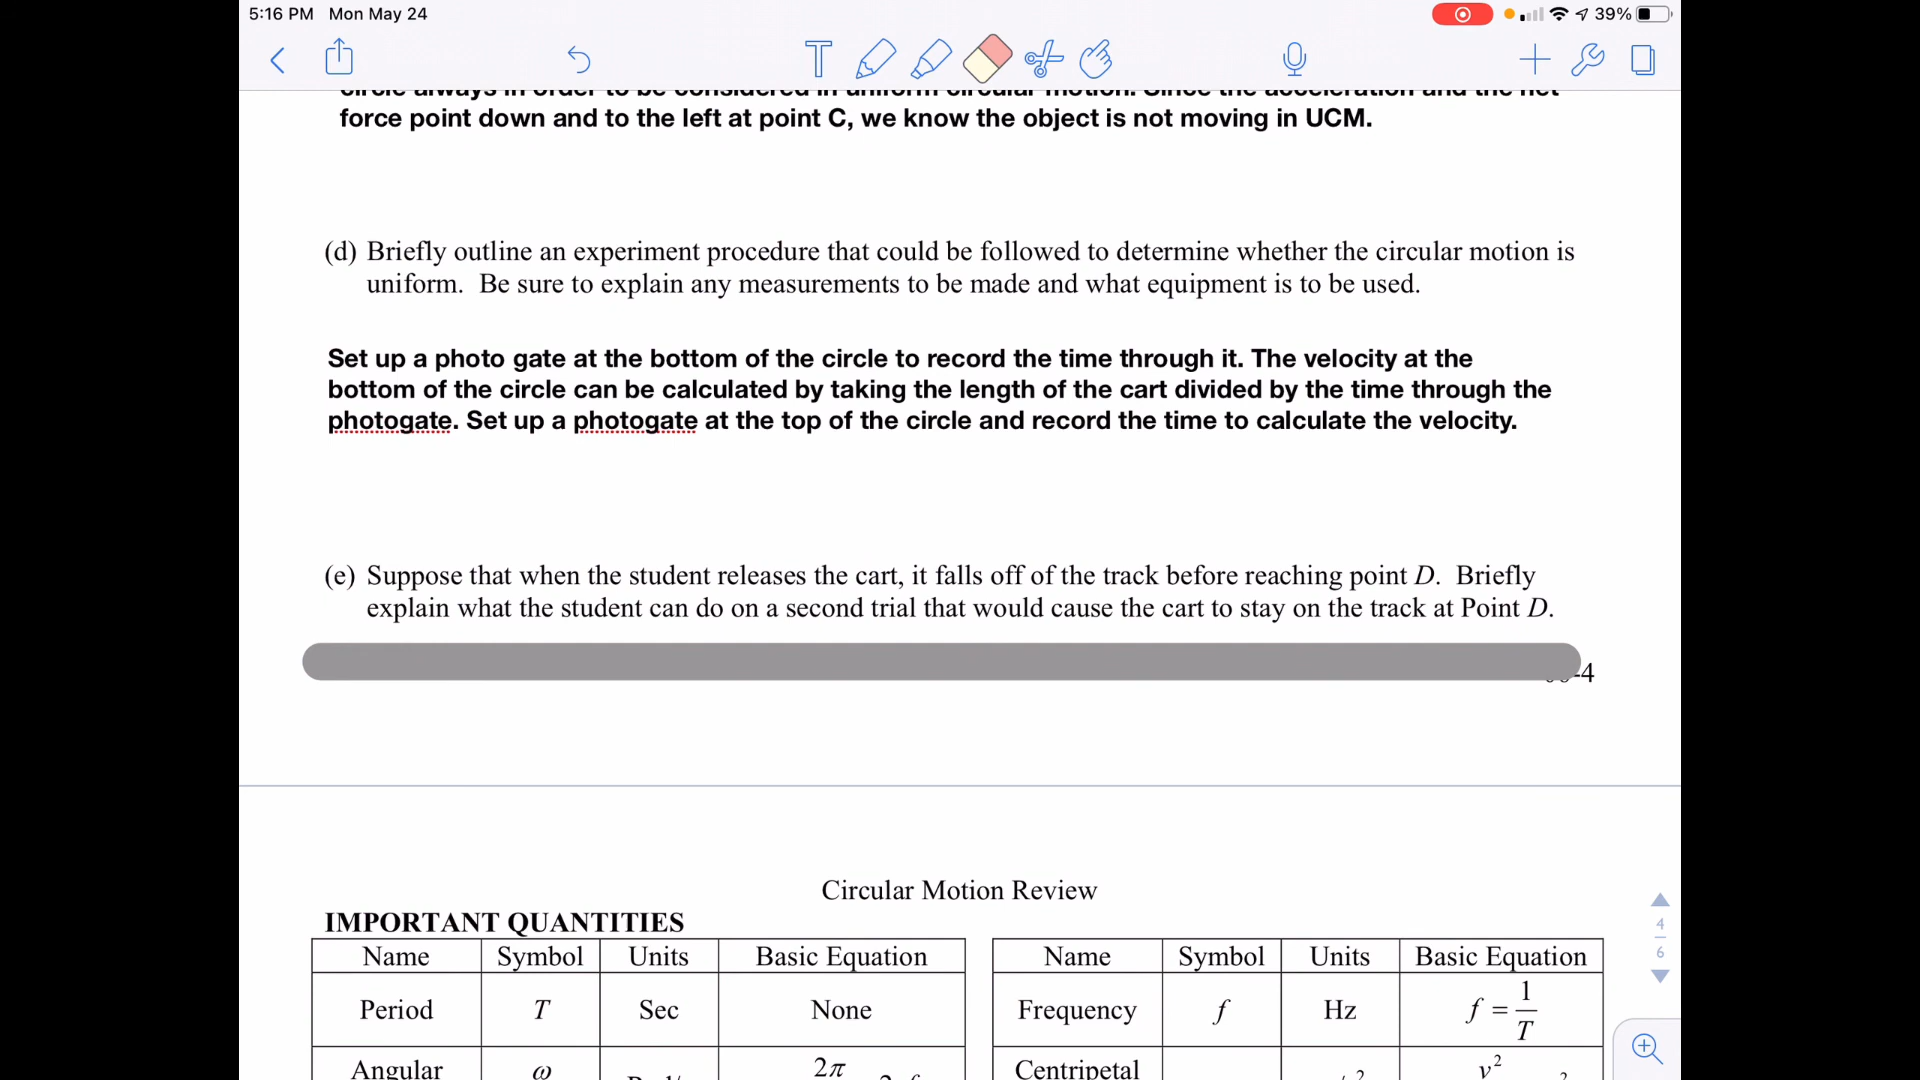 5:16 PM Mon May 24
39%
force point down and to the left at point C, we know the object is not moving in UCM.
(d) Briefly outline an experiment procedure that could be followed to determine whether the circular motion is
uniform. Be sure to explain any measurements to be made and what equipment is to be used.
Set up a photo gate at the bottom of the circle to record the time through it. The velocity at the
bottom of the circle can be calculated by taking the length of the cart divided by the time through the
photogate. Set up a photogate at the top of the circle and record the time to calculate the velocity.
(e) Suppose that when the student releases the cart, it falls off of the track before reaching point D. Briefly
explain what the student can do on a second trial that would cause the cart to stay on the track at Point D.
-4
Circular Motion Review
IMPORTANT QUANTITIES
Name Symbol Units Basic Equation Name Symbol Units Basic Equation
Period T Sec None Frequency f Hz f = 1/T
Angular ω 2π Centripetal v²
4
6